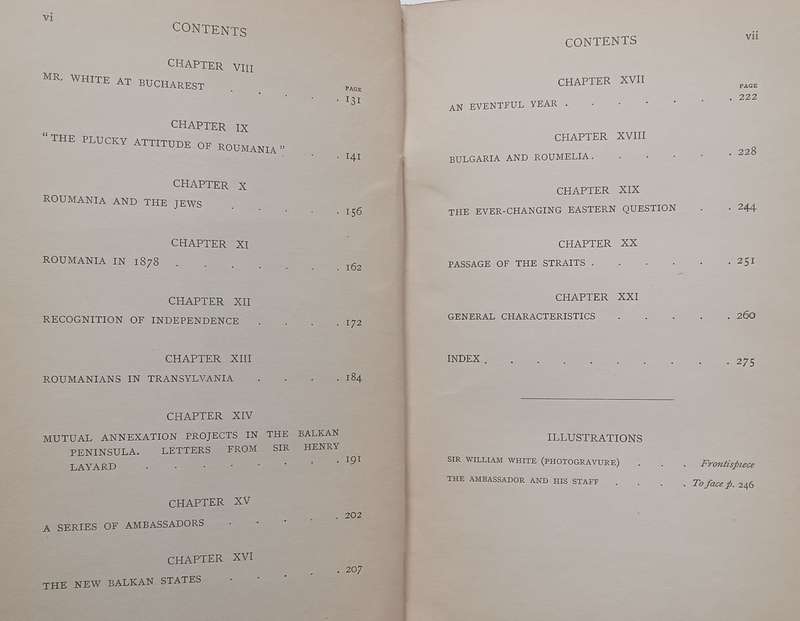 vi
CONTENTS
CHAPTER VIII
PAGE
MR. WHITE AT BUCHAREST . . . . 131
CHAPTER IX
"THE PLUCKY ATTITUDE OF ROUMANIA" . . 141
CHAPTER X
ROUMANIA AND THE JEWS . . . . 156
CHAPTER XI
ROUMANIA IN 1878 . . . . . . 162
CHAPTER XII
RECOGNITION OF INDEPENDENCE . . . . 172
CHAPTER XIII
ROUMANIANS IN TRANSYLVANIA . . . . 184
CHAPTER XIV
MUTUAL ANNEXATION PROJECTS IN THE BALKAN
PENINSULA. LETTERS FROM SIR HENRY
LAYARD . . . . . . . . 191
CHAPTER XV
A SERIES OF AMBASSADORS . . . . . 202
CHAPTER XVI
THE NEW BALKAN STATES . . . . . 207
CONTENTS
vii
CHAPTER XVII
PAGE
AN EVENTFUL YEAR . . . . . . . 222
CHAPTER XVIII
BULGARIA AND ROUMELIA . . . . . 228
CHAPTER XIX
THE EVER-CHANGING EASTERN QUESTION . . 244
CHAPTER XX
PASSAGE OF THE STRAITS . . . . . . 251
CHAPTER XXI
GENERAL CHARACTERISTICS . . . . . 260
INDEX . . . . . . . . . . 275
ILLUSTRATIONS
SIR WILLIAM WHITE (PHOTOGRAVURE) . . . Frontispiece
THE AMBASSADOR AND HIS STAFF . . . . To face p. 246